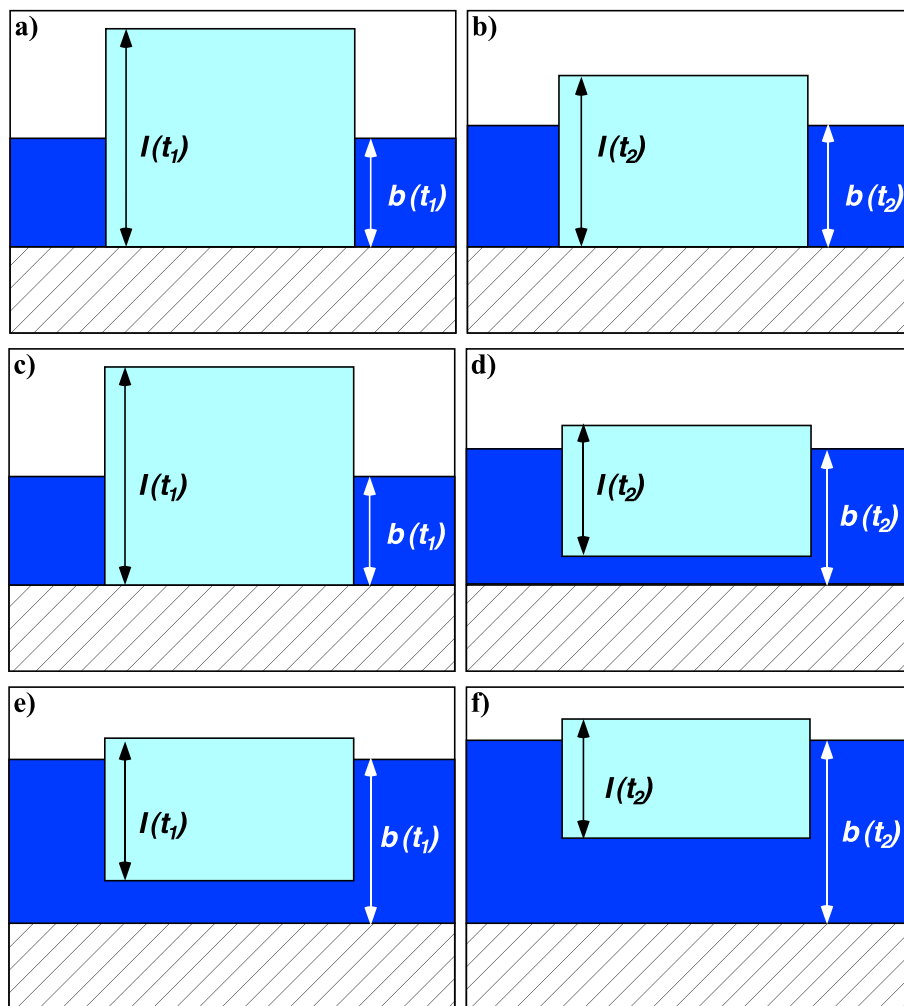 a)
l(t₁)
b(t₁)
b)
l(t₂)
b(t₂)
c)
l(t₁)
b(t₁)
d)
l(t₂)
b(t₂)
e)
l(t₁)
b(t₁)
f)
l(t₂)
b(t₂)